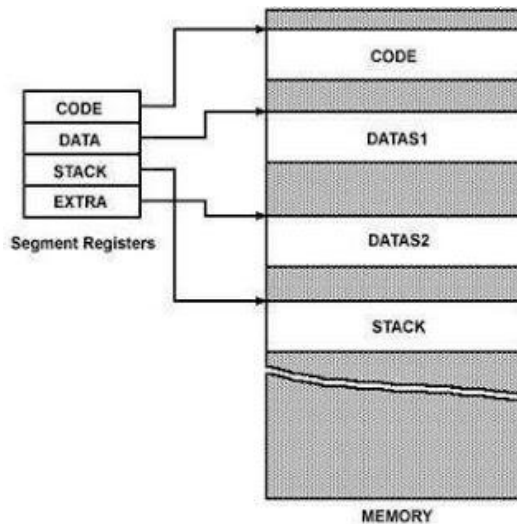 CODE
DATA
STACK
EXTRA
Segment Registers
CODE
DATAS1
DATAS2
STACK
MEMORY